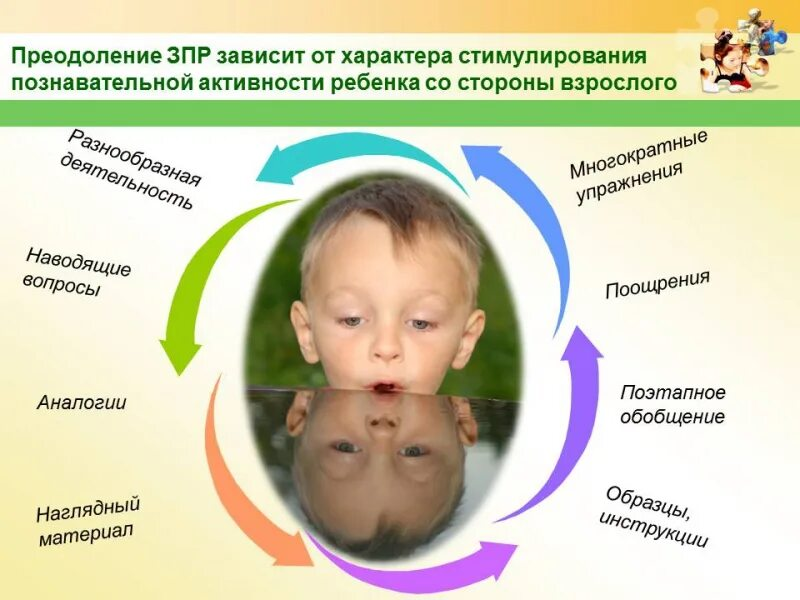 Преодоление ЗПР зависит от характера стимулирования
познавательной активности ребенка со стороны взрослого
Разнообразная
деятельность
Наводящие
вопросы
Аналогии
Наглядный
материал
Многократные
упражнения
Поощрения
Поэтапное
обобщение
Образцы,
инструкции